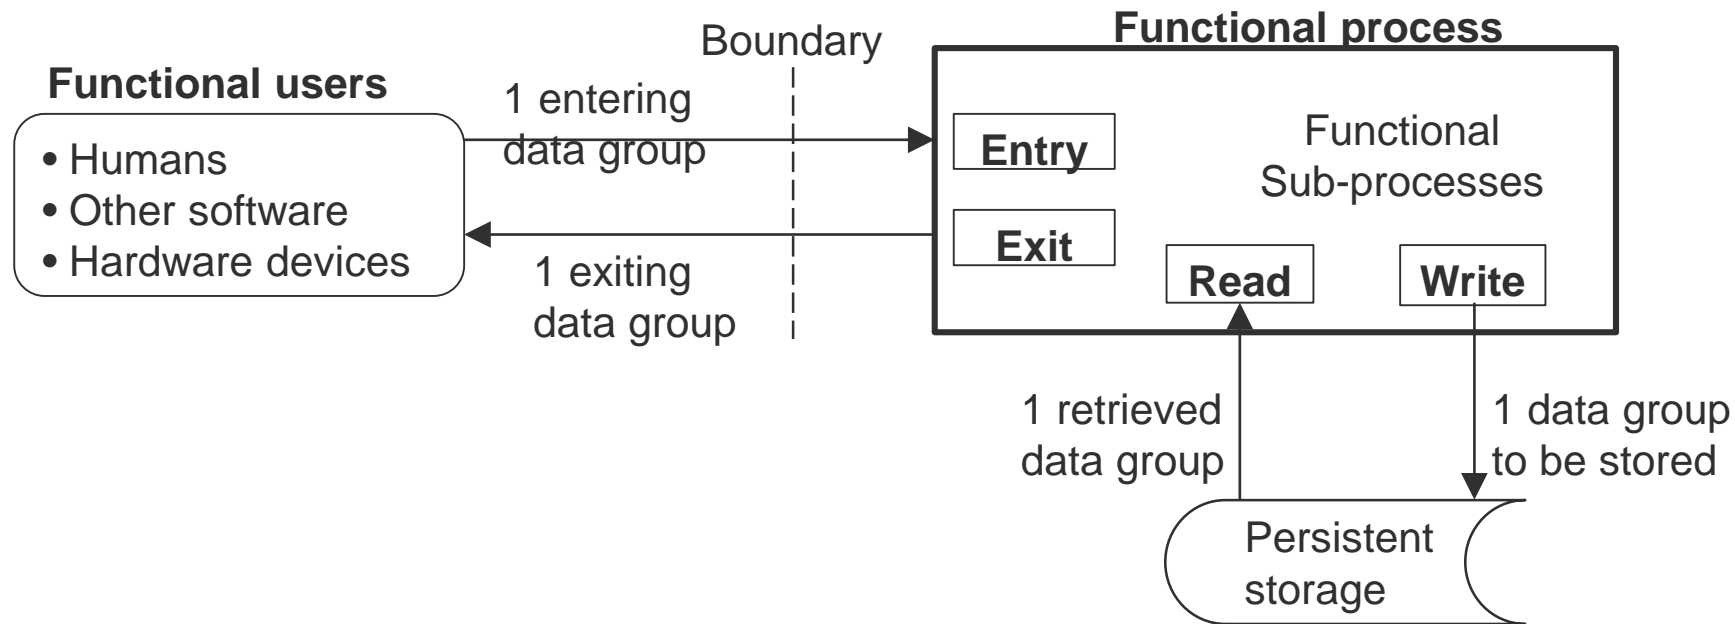 Functional process
Boundary
Functional users
1 entering
data group
• Humans
• Other software
• Hardware devices
Entry
Functional
Sub-processes
Exit
1 exiting
data group
Read
Write
1 retrieved
data group
1 data group
to be stored
Persistent
storage